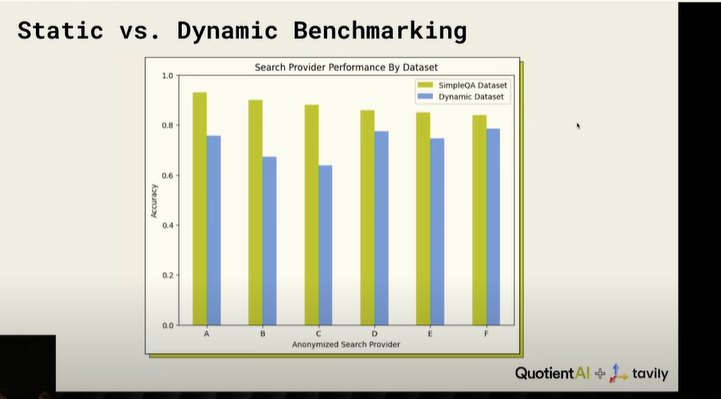 Static vs. Dynamic Benchmarking
Search Provider Performance By Dataset
SimpleQA Dataset
Dynamic Dataset
1.0
0.8
0.6
0.4
0.2
0.0
Accuracy
A B C D E F
Anonymized Search Provider
QuotientAI + tavily